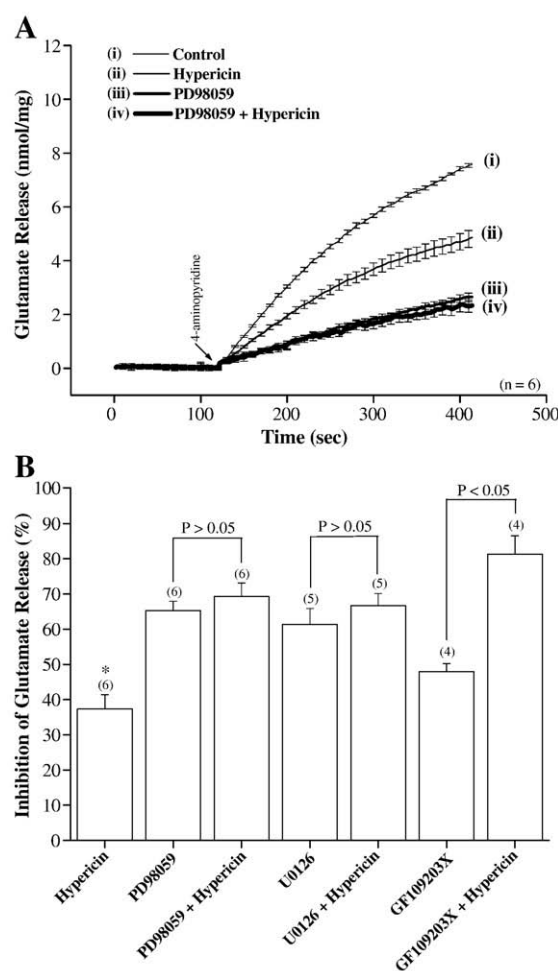 A
(i) Control
(ii) Hypericin
(iii) PD98059
(iv) PD98059 + Hypericin
Glutamate Release (nmol/mg)
12
10
8
6
4
2
0
4-aminopyridine
(i)
(ii)
(iii)
(iv)
(n = 6)
0 100 200 300 400 500
Time (sec)
B
Inhibition of Glutamate Release (%)
100
90
80
70
60
50
40
30
20
10
0
P > 0.05
P > 0.05
P < 0.05
*
(6)
(6)
(6)
(5)
(5)
(4)
(4)
Hypericin
PD98059
PD98059 + Hypericin
U0126
U0126 + Hypericin
GF109203X
GF109203X + Hypericin